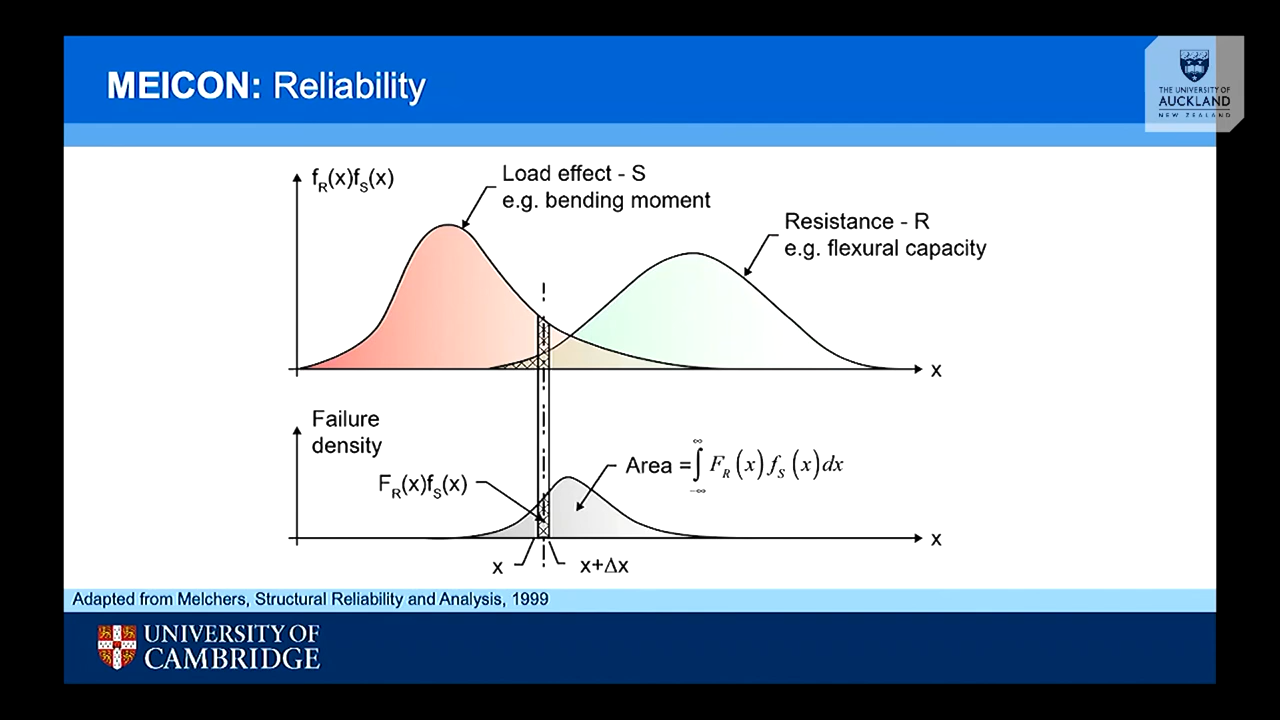 MEICON: Reliability
THE UNIVERSITY OF
AUCKLAND
NEW ZEALAND
f_R(x)f_S(x)
Load effect - S
e.g. bending moment
Resistance - R
e.g. flexural capacity
x
Failure
density
F_R(x)f_S(x)
Area = ∫_{-∞}^{∞} F_R(x) f_S(x) dx
x
x
x+Δx
Adapted from Melchers, Structural Reliability and Analysis, 1999
UNIVERSITY OF
CAMBRIDGE